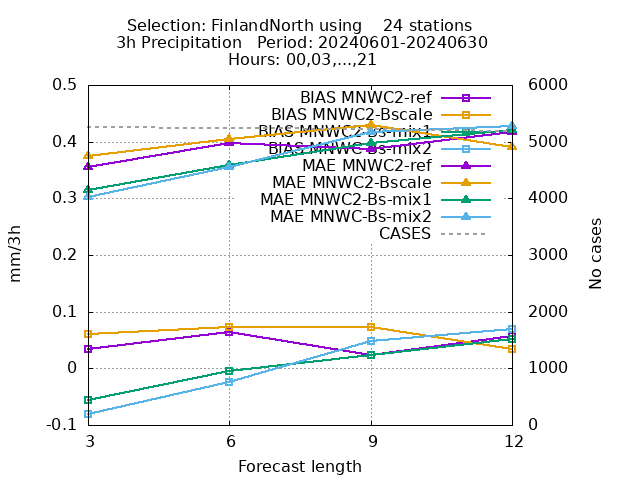 Selection: FinlandNorth using    24 stations
3h Precipitation   Period: 20240601-20240630
Hours: 00,03,...,21
0.5
0.4
0.3
0.2
0.1
0
-0.1
mm/3h
BIAS MNWC2-ref
BIAS MNWC2-Bscale
BIAS MNWC2-Bs-mix1
BIAS MNWC-Bs-mix2
MAE MNWC2-ref
MAE MNWC2-Bscale
MAE MNWC2-Bs-mix1
MAE MNWC-Bs-mix2
CASES
6000
5000
4000
3000
2000
1000
0
No cases
3 6 9 12
Forecast length